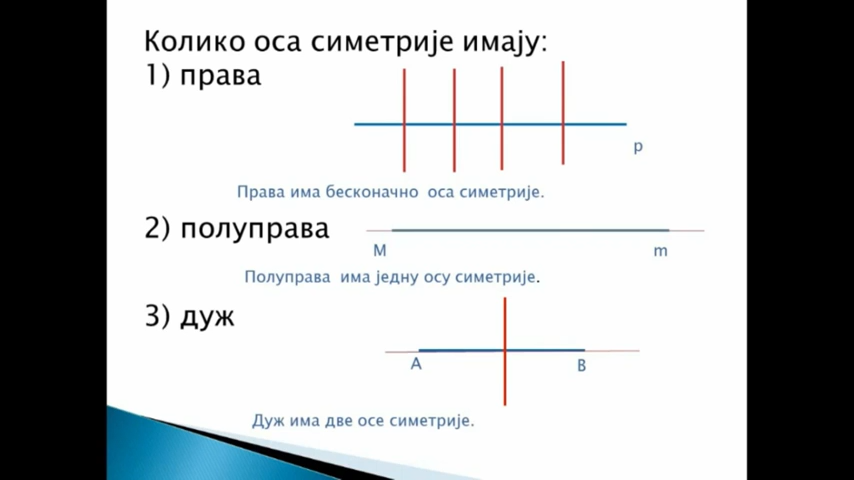 Колико оса симетрије имају:
1) права
p
Права има бесконачно оса симетрије.
2) полуправа
M
m
Полуправа има једну осу симетрије.
3) дуж
A
B
Дуж има две осе симетрије.